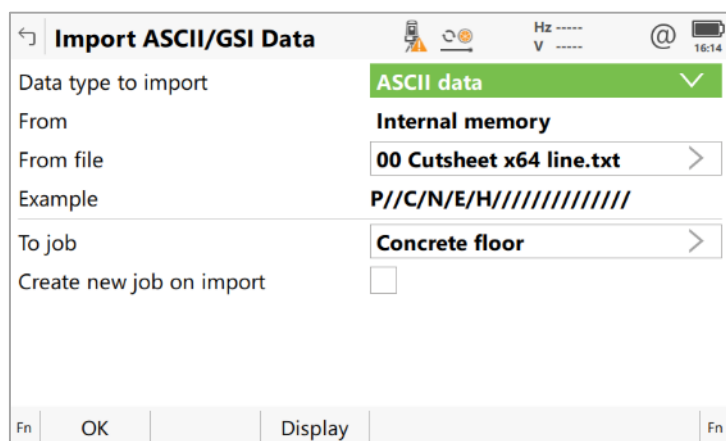 Import ASCII/GSI Data
Hz -----
V -----
@
16:14
Data type to import ASCII data
From Internal memory
From file 00 Cutsheet x64 line.txt
Example P//C/N/E/H//////////////
To job Concrete floor
Create new job on import
Fn OK Display Fn